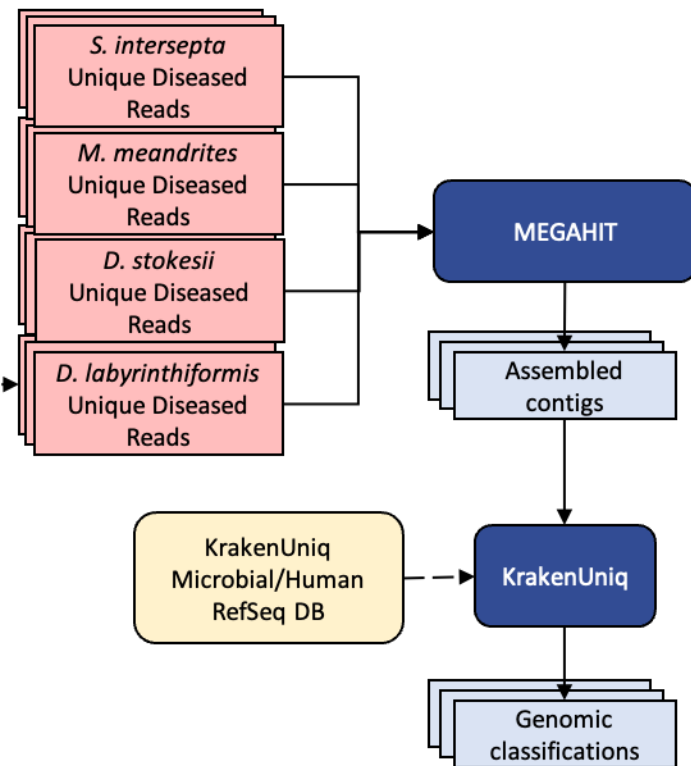 S. intersepta
Unique Diseased
Reads
M. meandrites
Unique Diseased
Reads
D. stokesii
Unique Diseased
Reads
D. labyrinthiformis
Unique Diseased
Reads
MEGAHIT
Assembled
contigs
KrakenUniq
Microbial/Human
RefSeq DB
KrakenUniq
Genomic
classifications